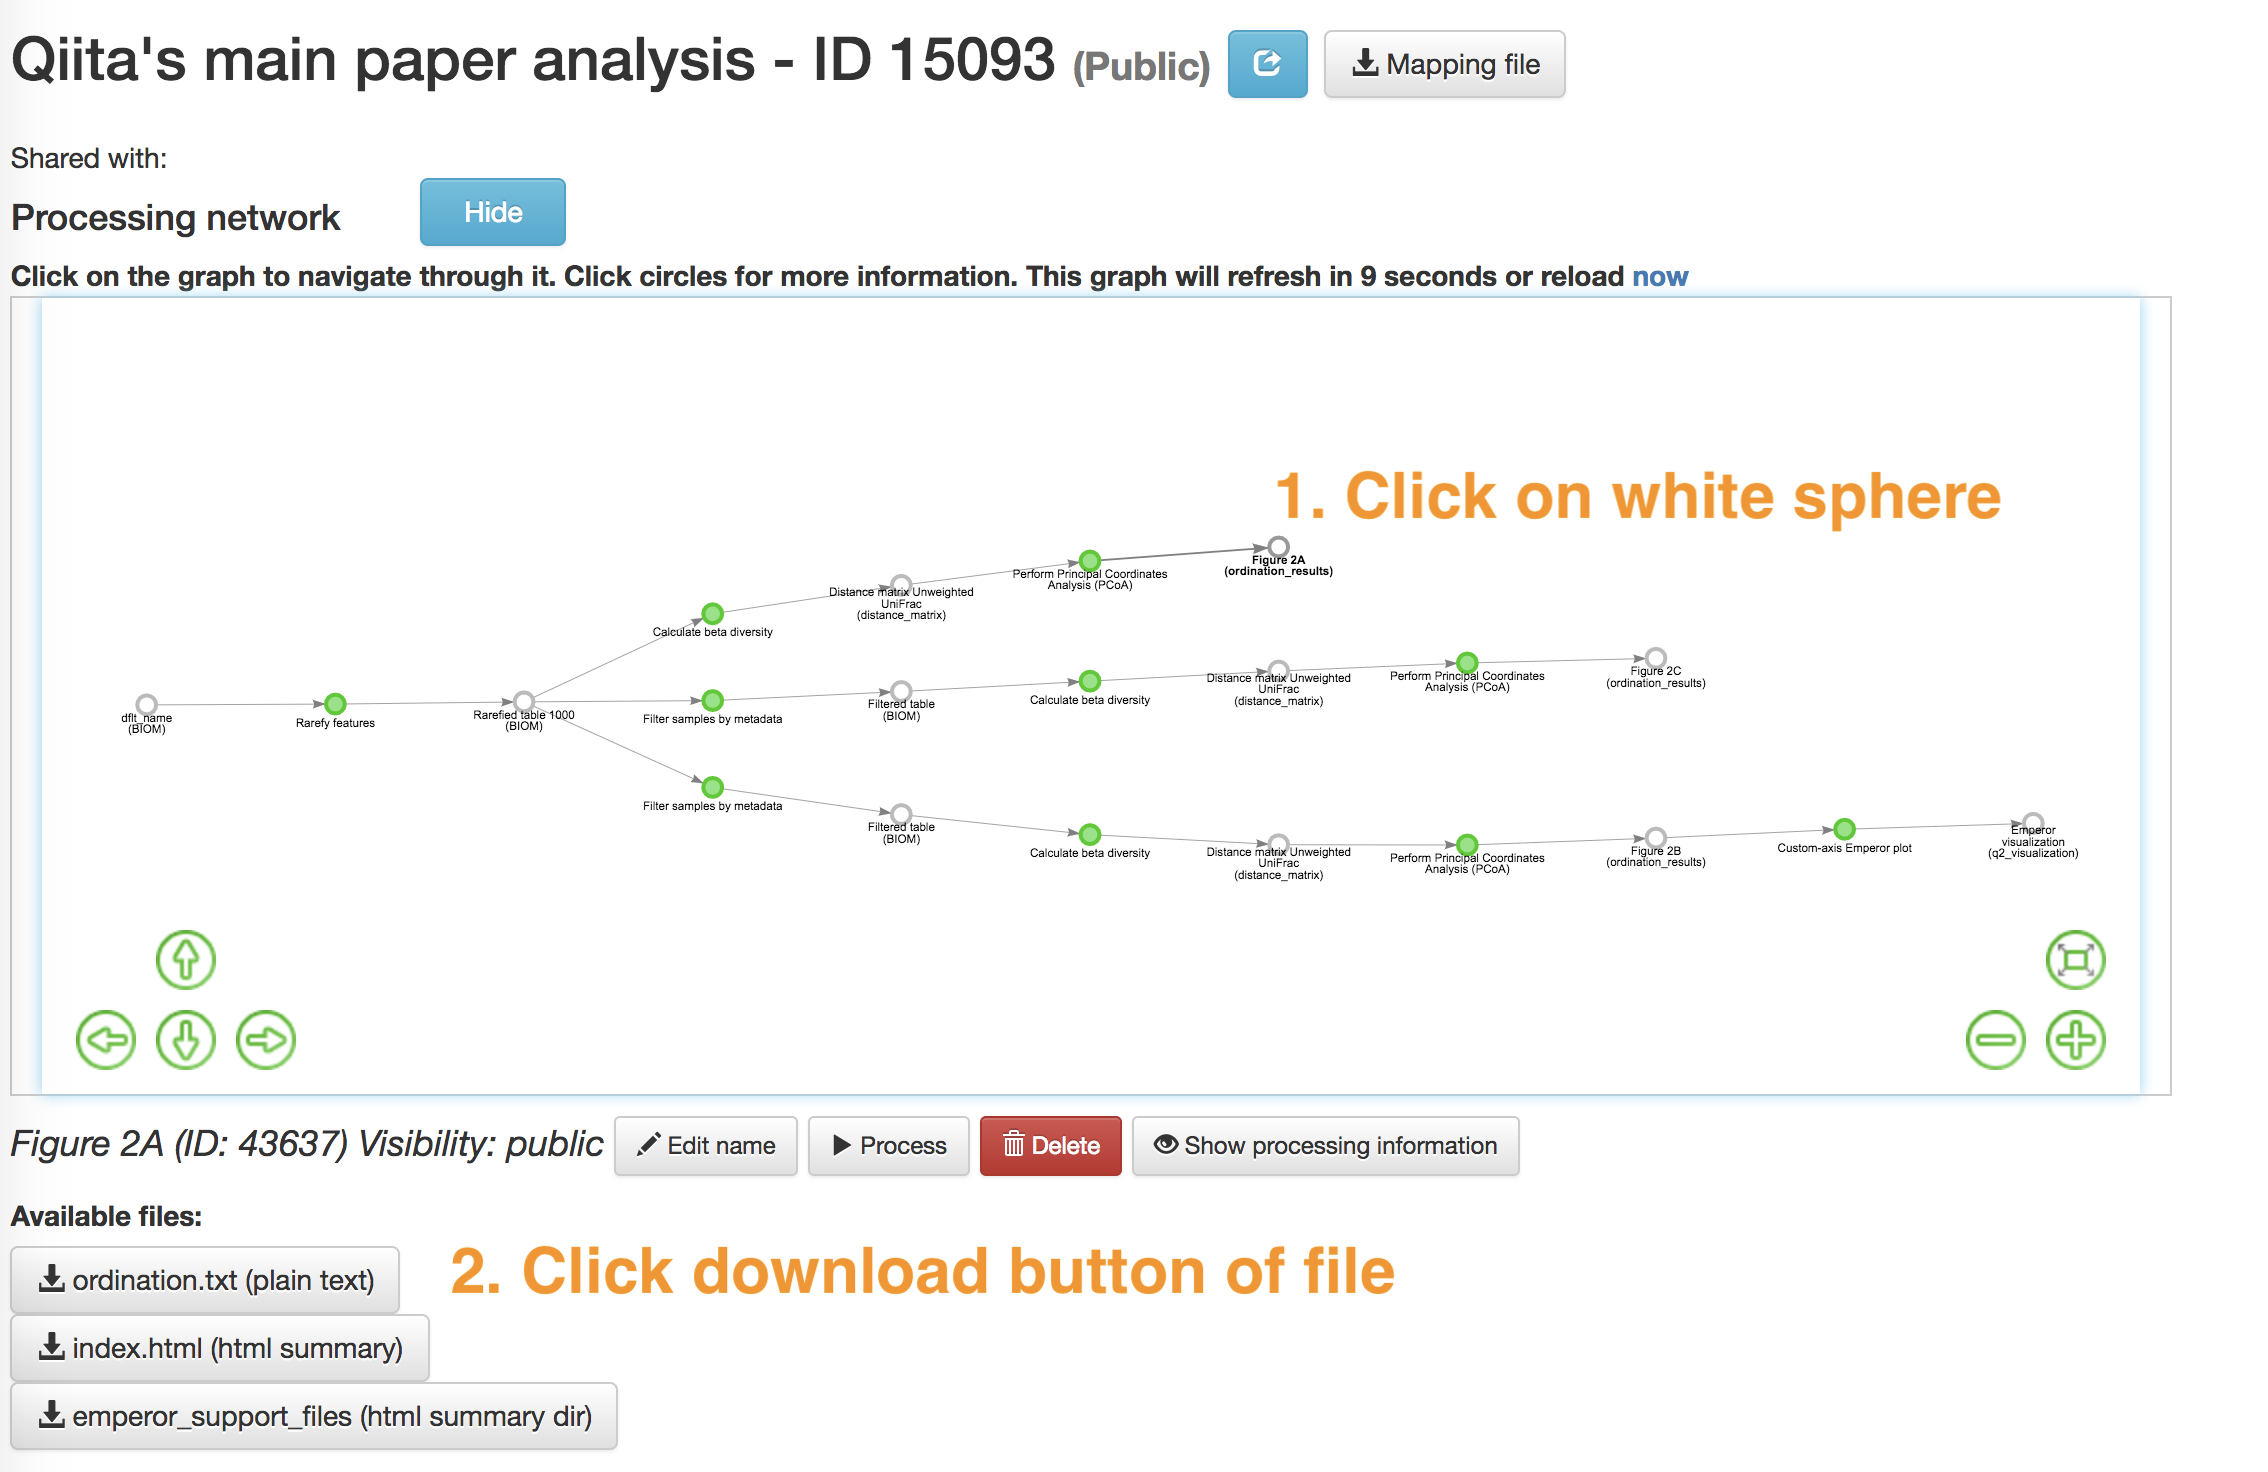 Qiita's main paper analysis - ID 15093 (Public) Mapping file
Shared with:
Processing network Hide
Click on the graph to navigate through it. Click circles for more information. This graph will refresh in 9 seconds or reload now
1. Click on white sphere
Figure 2A
(ordination_results)
Perform Principal Coordinates
Analysis (PCoA)
Distance matrix Unweighted
UniFrac
(distance_matrix)
Calculate beta diversity
dflt_name
(BIOM)
Rarefy features
Rarefied table 1000
(BIOM)
Filter samples by metadata
Filtered table
(BIOM)
Calculate beta diversity
Distance matrix Unweighted
UniFrac
(distance_matrix)
Perform Principal Coordinates
Analysis (PCoA)
Figure 2C
(ordination_results)
Filter samples by metadata
Filtered table
(BIOM)
Calculate beta diversity
Distance matrix Unweighted
UniFrac
(distance_matrix)
Perform Principal Coordinates
Analysis (PCoA)
Figure 2B
(ordination_results)
Custom-axis Emperor plot
Emperor
visualization
(q2_visualization)
Figure 2A (ID: 43637) Visibility: public Edit name Process Delete Show processing information
Available files:
ordination.txt (plain text)
2. Click download button of file
index.html (html summary)
emperor_support_files (html summary dir)